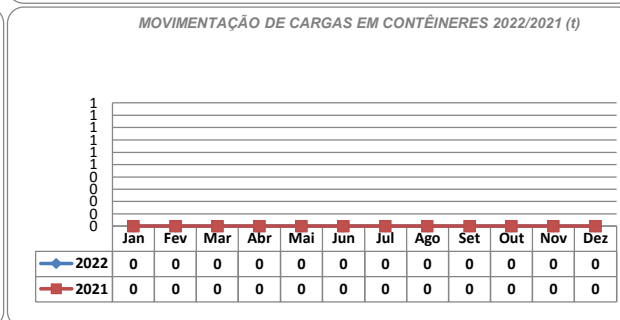 MOVIMENTAÇÃO DE CARGAS EM CONTÊINERES 2022/2021 (t)
1
1
1
1
1
1
0
0
0
0
0
Jan Fev Mar Abr Mai Jun Jul Ago Set Out Nov Dez
2022 0 0 0 0 0 0 0 0 0 0 0 0
2021 0 0 0 0 0 0 0 0 0 0 0 0